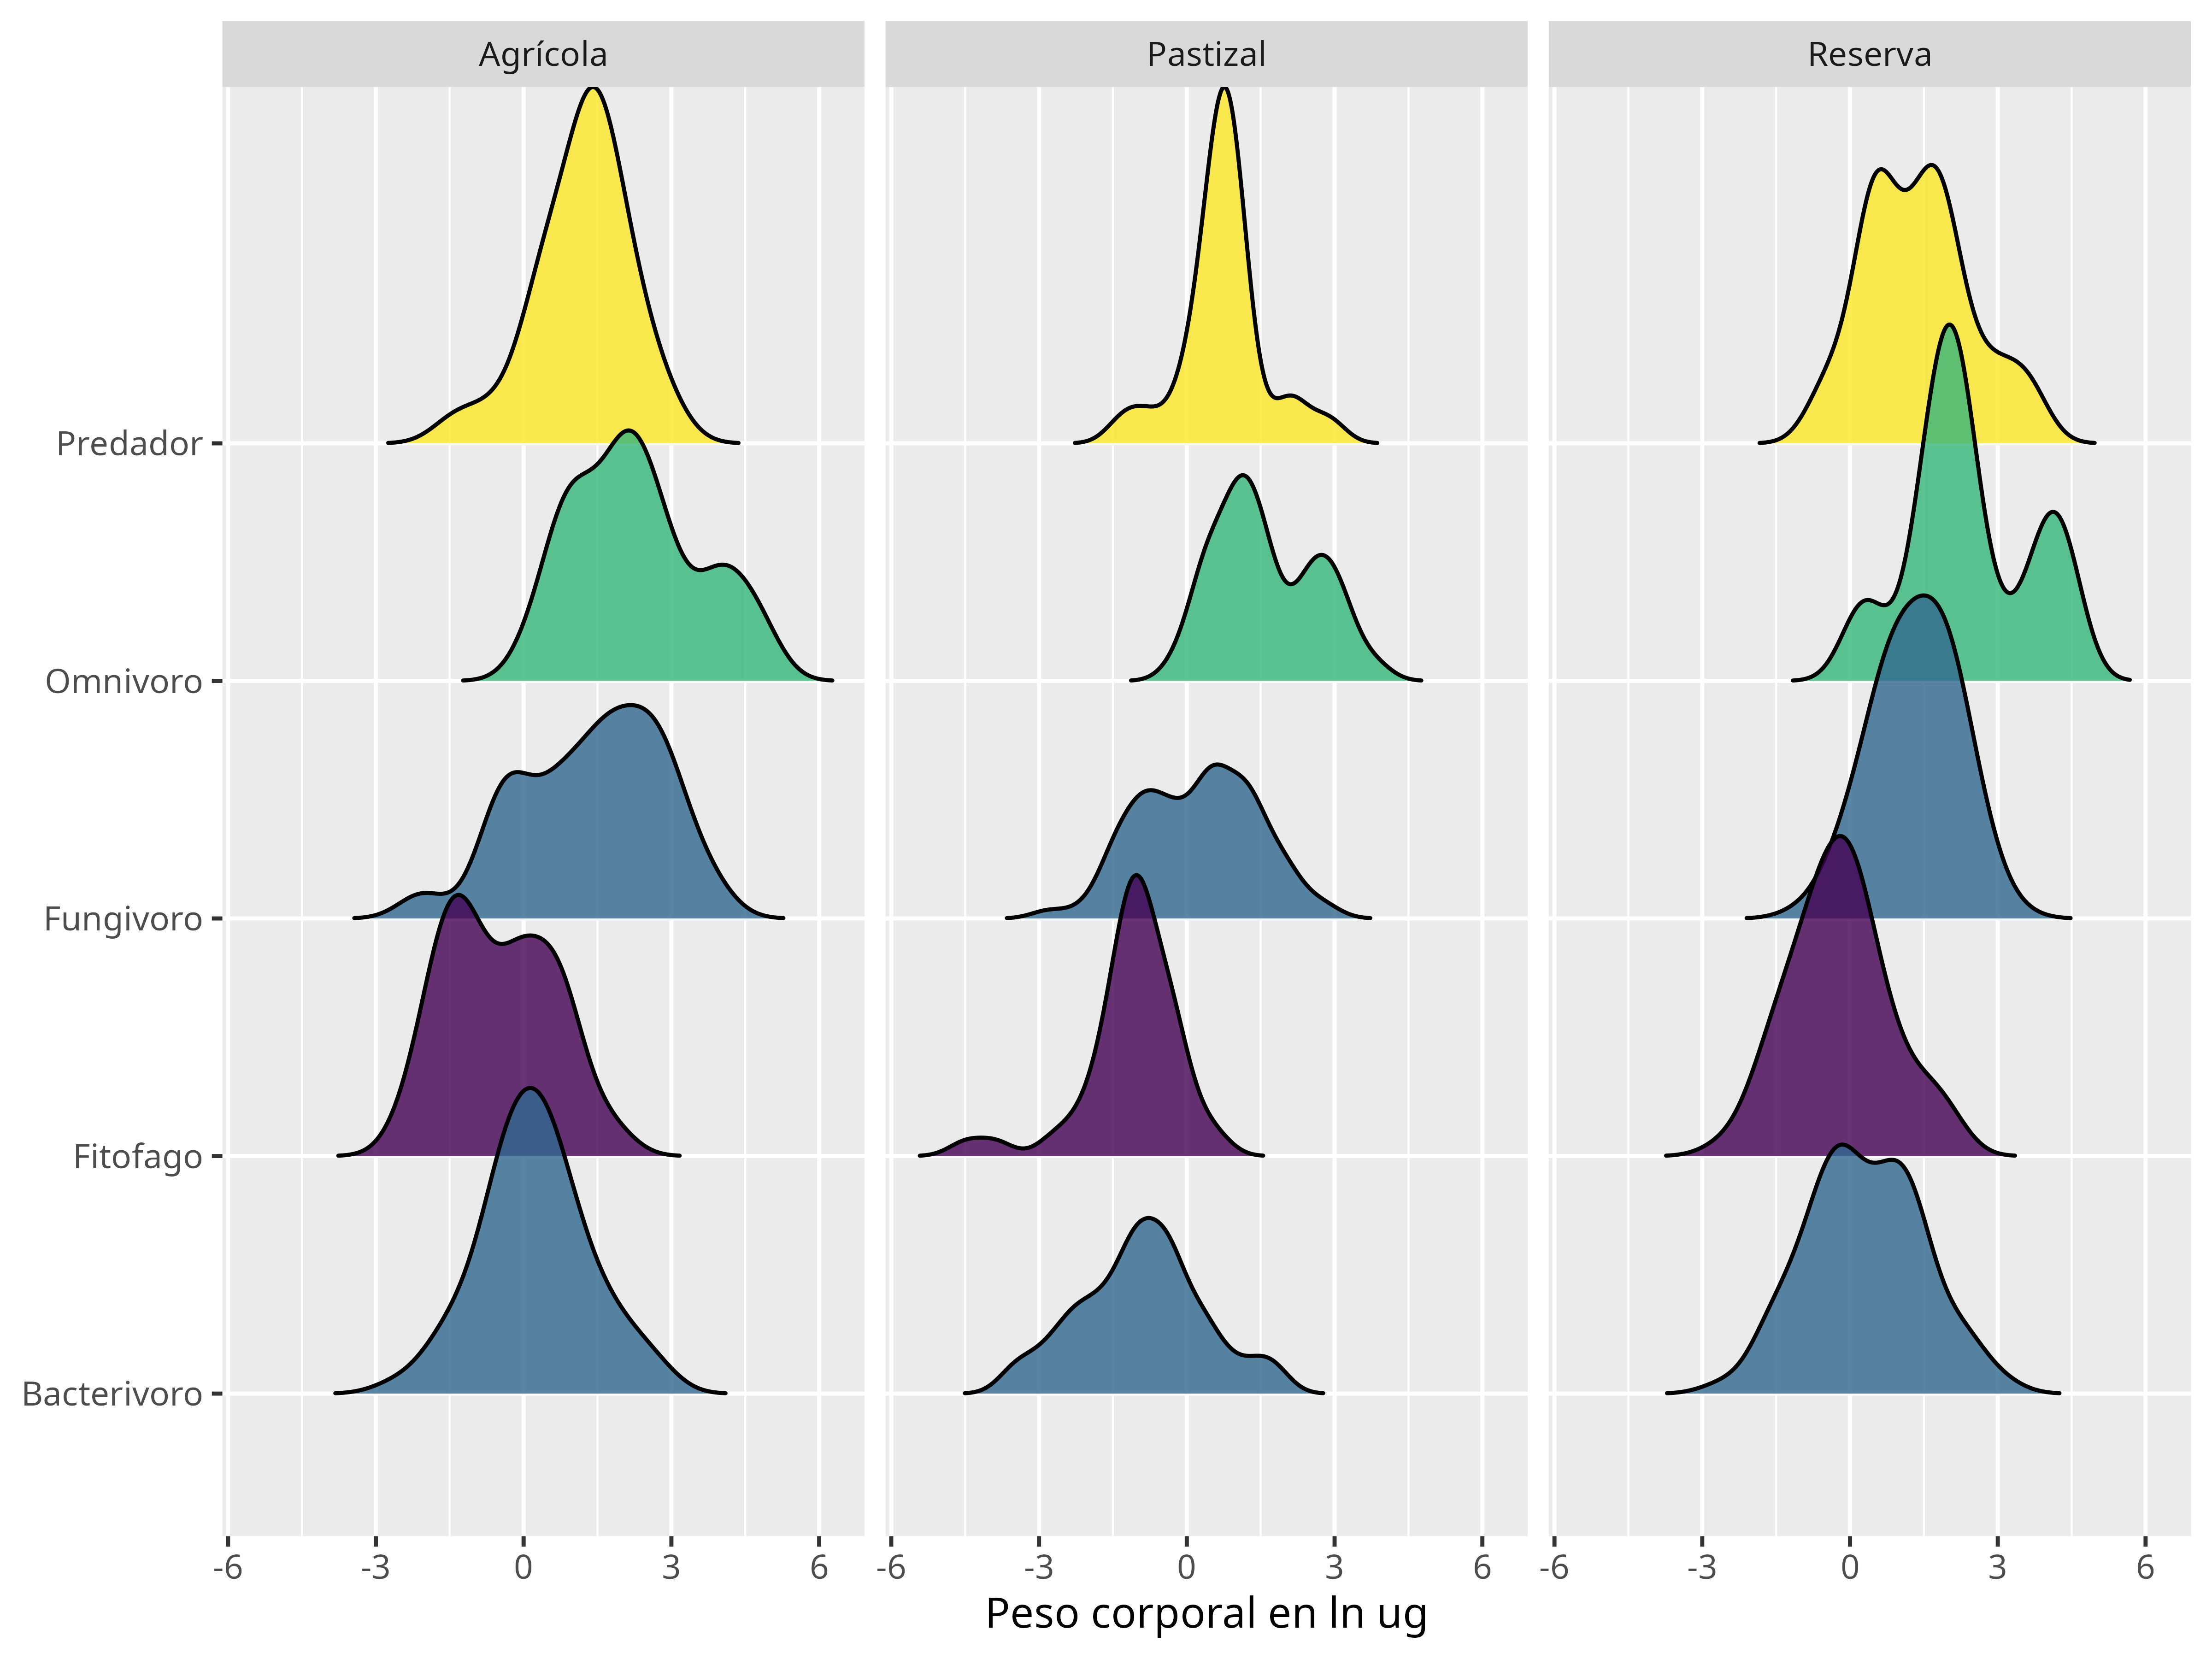 Agrícola Pastizal Reserva
Predador
Omnivoro
Fungivoro
Fitofago
Bacterivoro
-6 -3 0 3 6 -6 -3 0 3 6 -6 -3 0 3 6
Peso corporal en ln ug